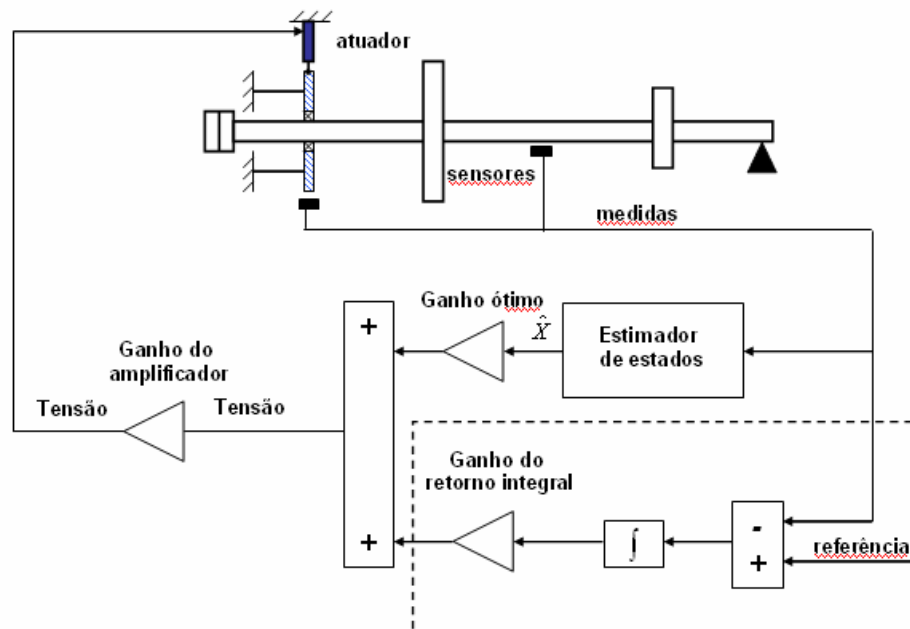 atuador
sensores
medidas
Ganho ótimo
X̂
Estimador
de estados
+
Ganho do
amplificador
Tensão
Tensão
Ganho do
retorno integral
+
∫
-
+
referência